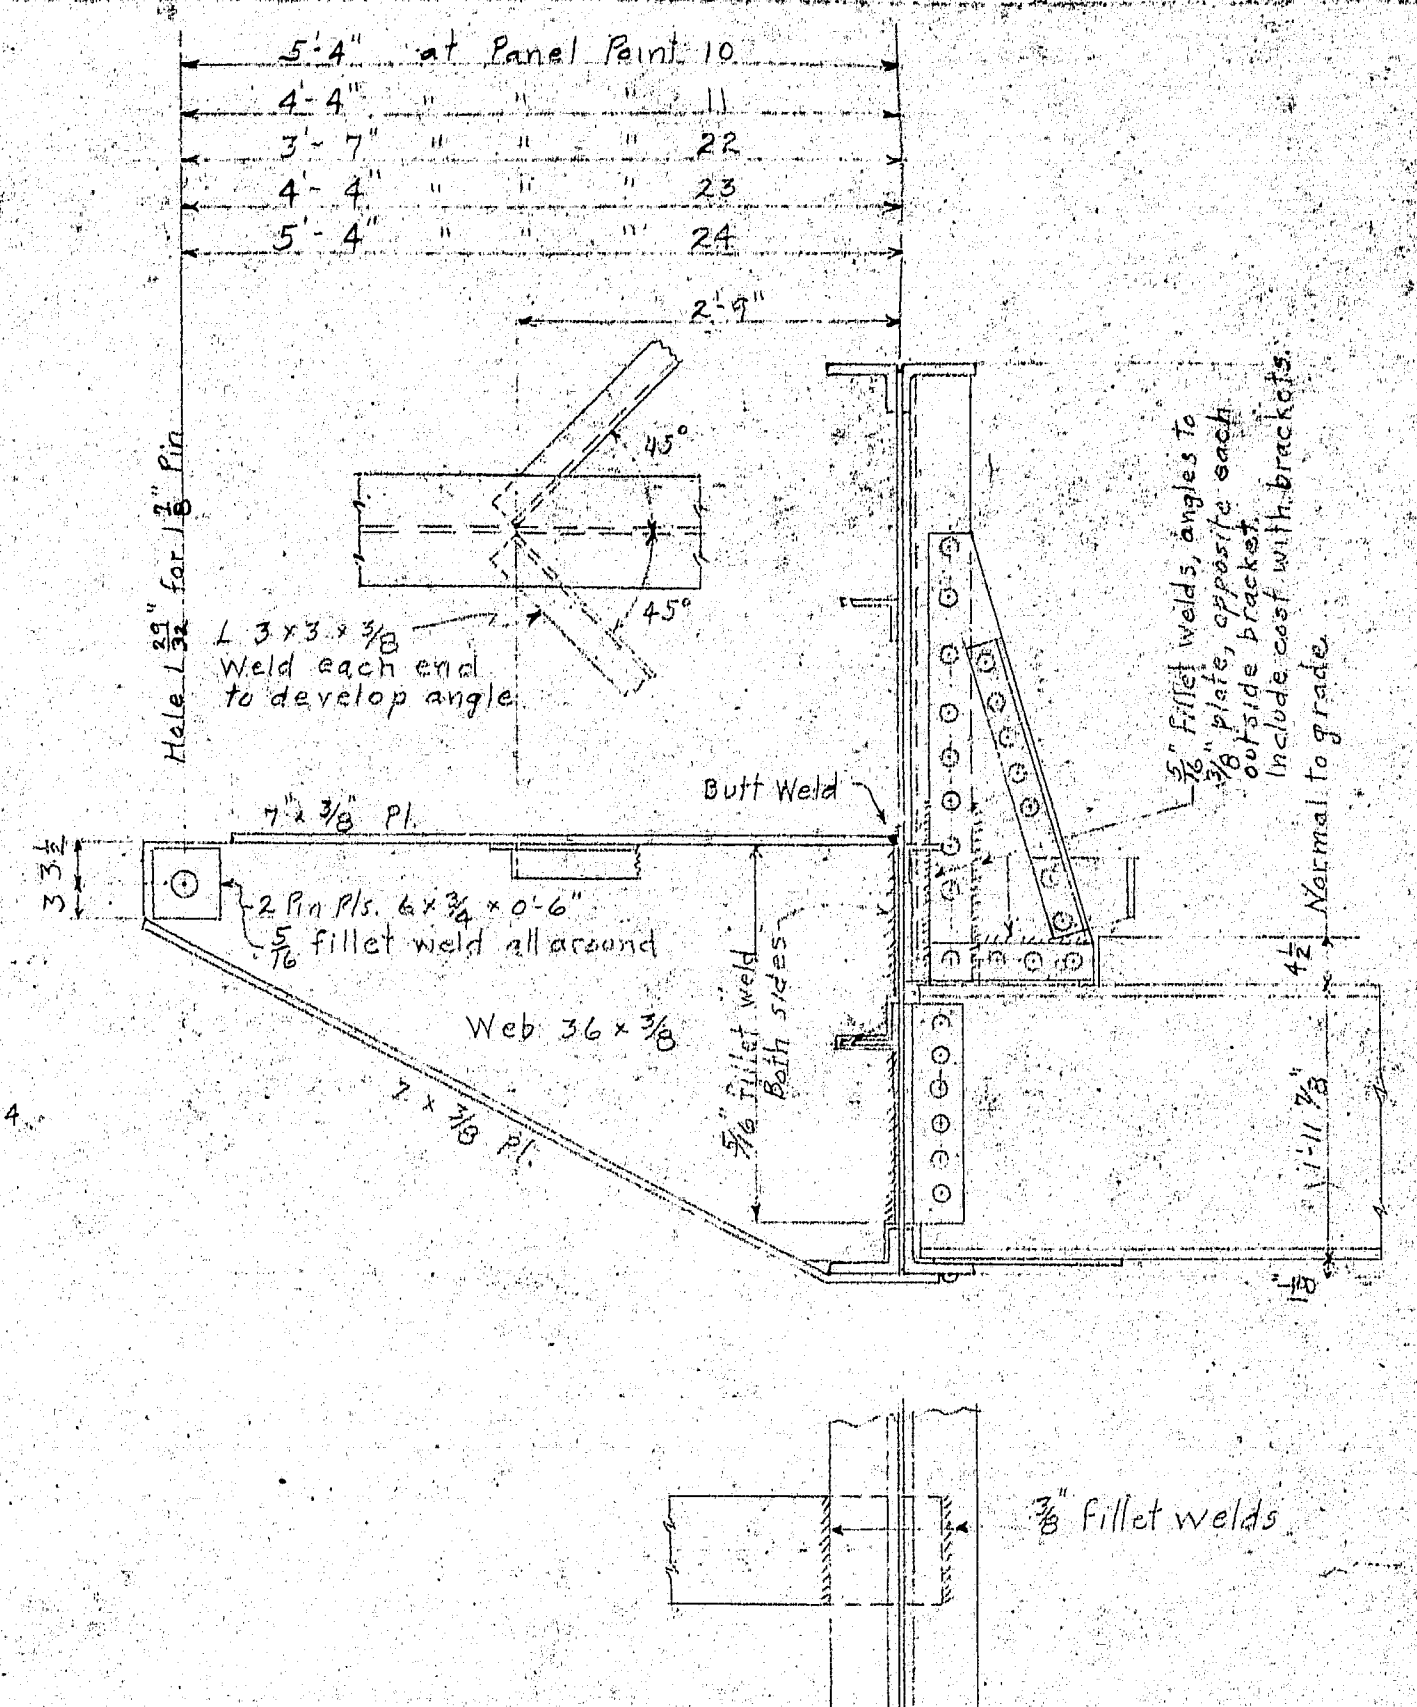 5'-4" at Panel Point 10
4'-4" " " " 11
3'-7" " " " 22
4'-4" " " " 23
5'-4" " " " 24
2'-9"
45°
45°
Hole 1 29/32" for 1 7/8" Pin
L 3 x 3 x 3/8
Weld each end
to develop angle
5/16" fillet welds, angles to
3/8" plate, opposite each
outside bracket.
Include cost with brackets.
Normal to grade
Butt Weld
7" x 3/8" Pl.
3 3 1/2
2 Pin Pls. 6 x 3/4 x 0'-6"
5/16 fillet weld all around
Web 36 x 3/8
5/16" fillet weld
Both sides
7 x 3/8 Pl.
4 1/2
1'-11 7/8"
1 1/8"
4
3/8" fillet welds